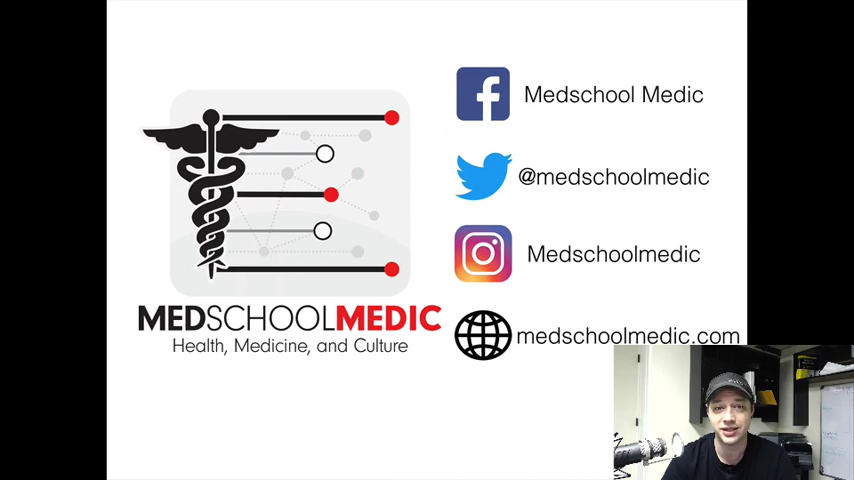 MEDSCHOOLMEDIC
Health, Medicine, and Culture
Medschool Medic
@medschoolmedic
Medschoolmedic
medschoolmedic.com